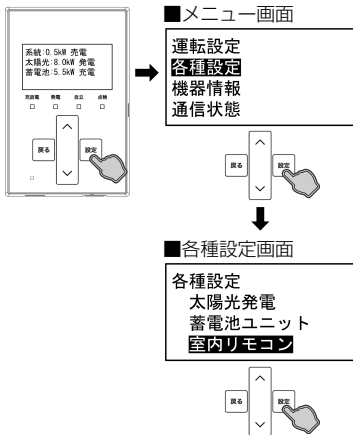 系統:0.5kW 売電
太陽光:8.0kW 発電
蓄電池:5.5kW 充電
充放電 発電 自立 点検
戻る 設定
■メニュー画面
運転設定
各種設定
機器情報
通信状態
戻る 設定
■各種設定画面
各種設定
太陽光発電
蓄電池ユニット
室内リモコン
戻る 設定